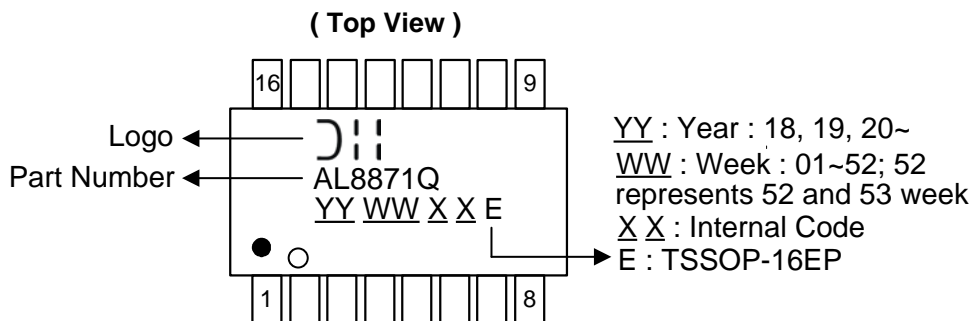 ( Top View )
16 9
Logo
Part Number
AL8871Q
YY WW X X E
YY : Year : 18, 19, 20~
WW : Week : 01~52; 52
represents 52 and 53 week
X X : Internal Code
E : TSSOP-16EP
1 8